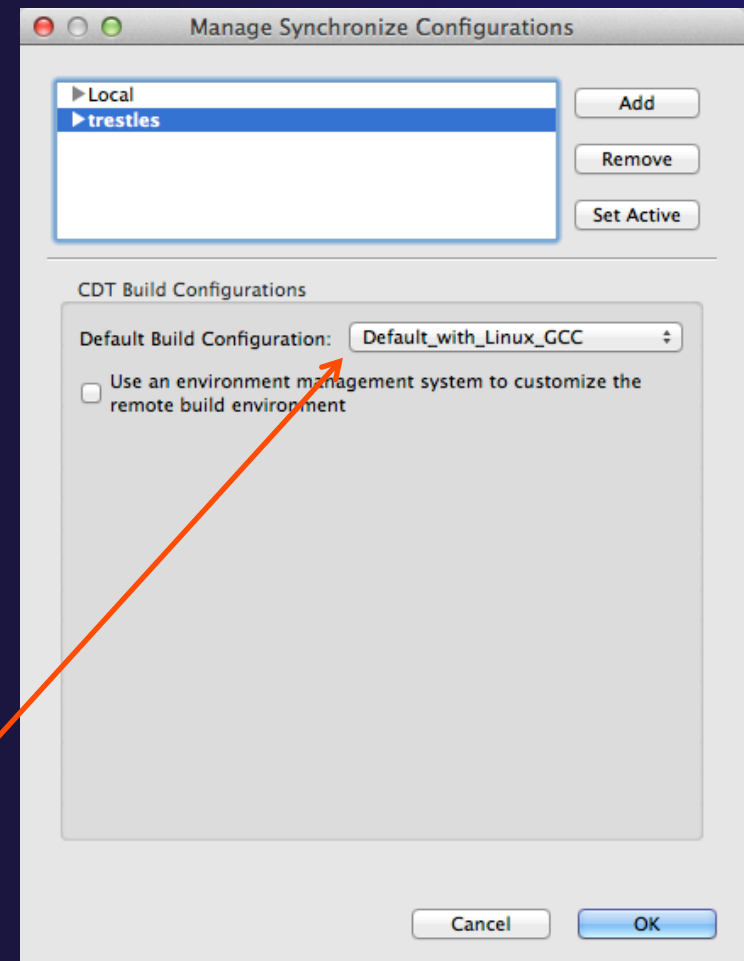 Manage Synchronize Configurations
Local
trestles
Add
Remove
Set Active
CDT Build Configurations
Default Build Configuration: Default_with_Linux_GCC
Use an environment management system to customize the
remote build environment
Cancel
OK